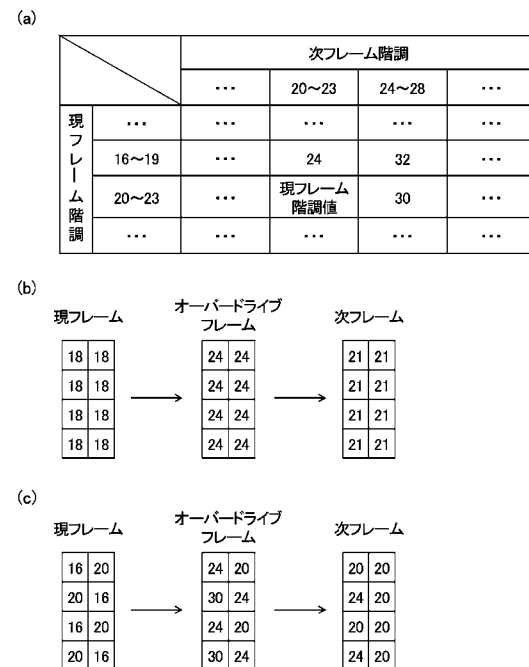 (a)
次フレーム階調
… 20～23 24～28 …
現フレーム階調
… … … … …
16～19 … 24 32 …
20～23 … 現フレーム階調値 30 …
… … … … …
(b)
現フレーム
オーバードライブ
フレーム
次フレーム
18 18 24 24 21 21
18 18 24 24 21 21
18 18 24 24 21 21
18 18 24 24 21 21
(c)
現フレーム
オーバードライブ
フレーム
次フレーム
16 20 24 20 20 20
20 16 30 24 24 20
16 20 24 20 20 20
20 16 30 24 24 20